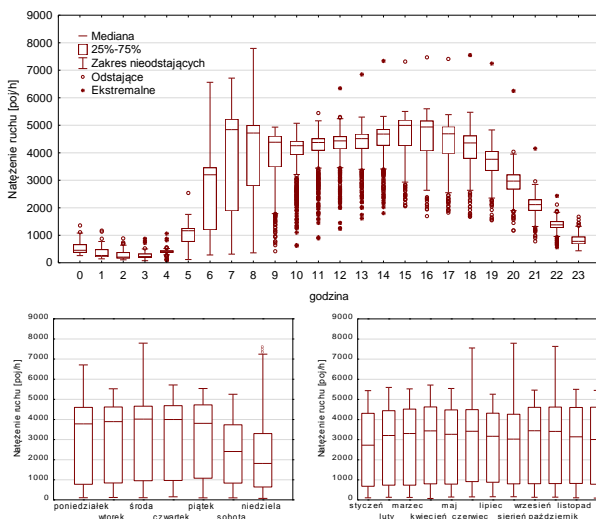 9000
8000
7000
6000
5000
4000
3000
2000
1000
0
Natężenie ruchu [poj/h]
Mediana
25%-75%
Zakres nieodstających
Odstające
Ekstremalne
0 1 2 3 4 5 6 7 8 9 10 11 12 13 14 15 16 17 18 19 20 21 22 23
godzina
9000
8000
7000
6000
5000
4000
3000
2000
1000
0
Natężenie ruchu [poj/h]
poniedziałek środa piątek niedziela
wtorek czwartek sobota
9000
8000
7000
6000
5000
4000
3000
2000
1000
0
Natężenie ruchu [poj/h]
styczeń marzec maj lipiec wrzesień listopad
luty kwiecień czerwiec sierpień październik